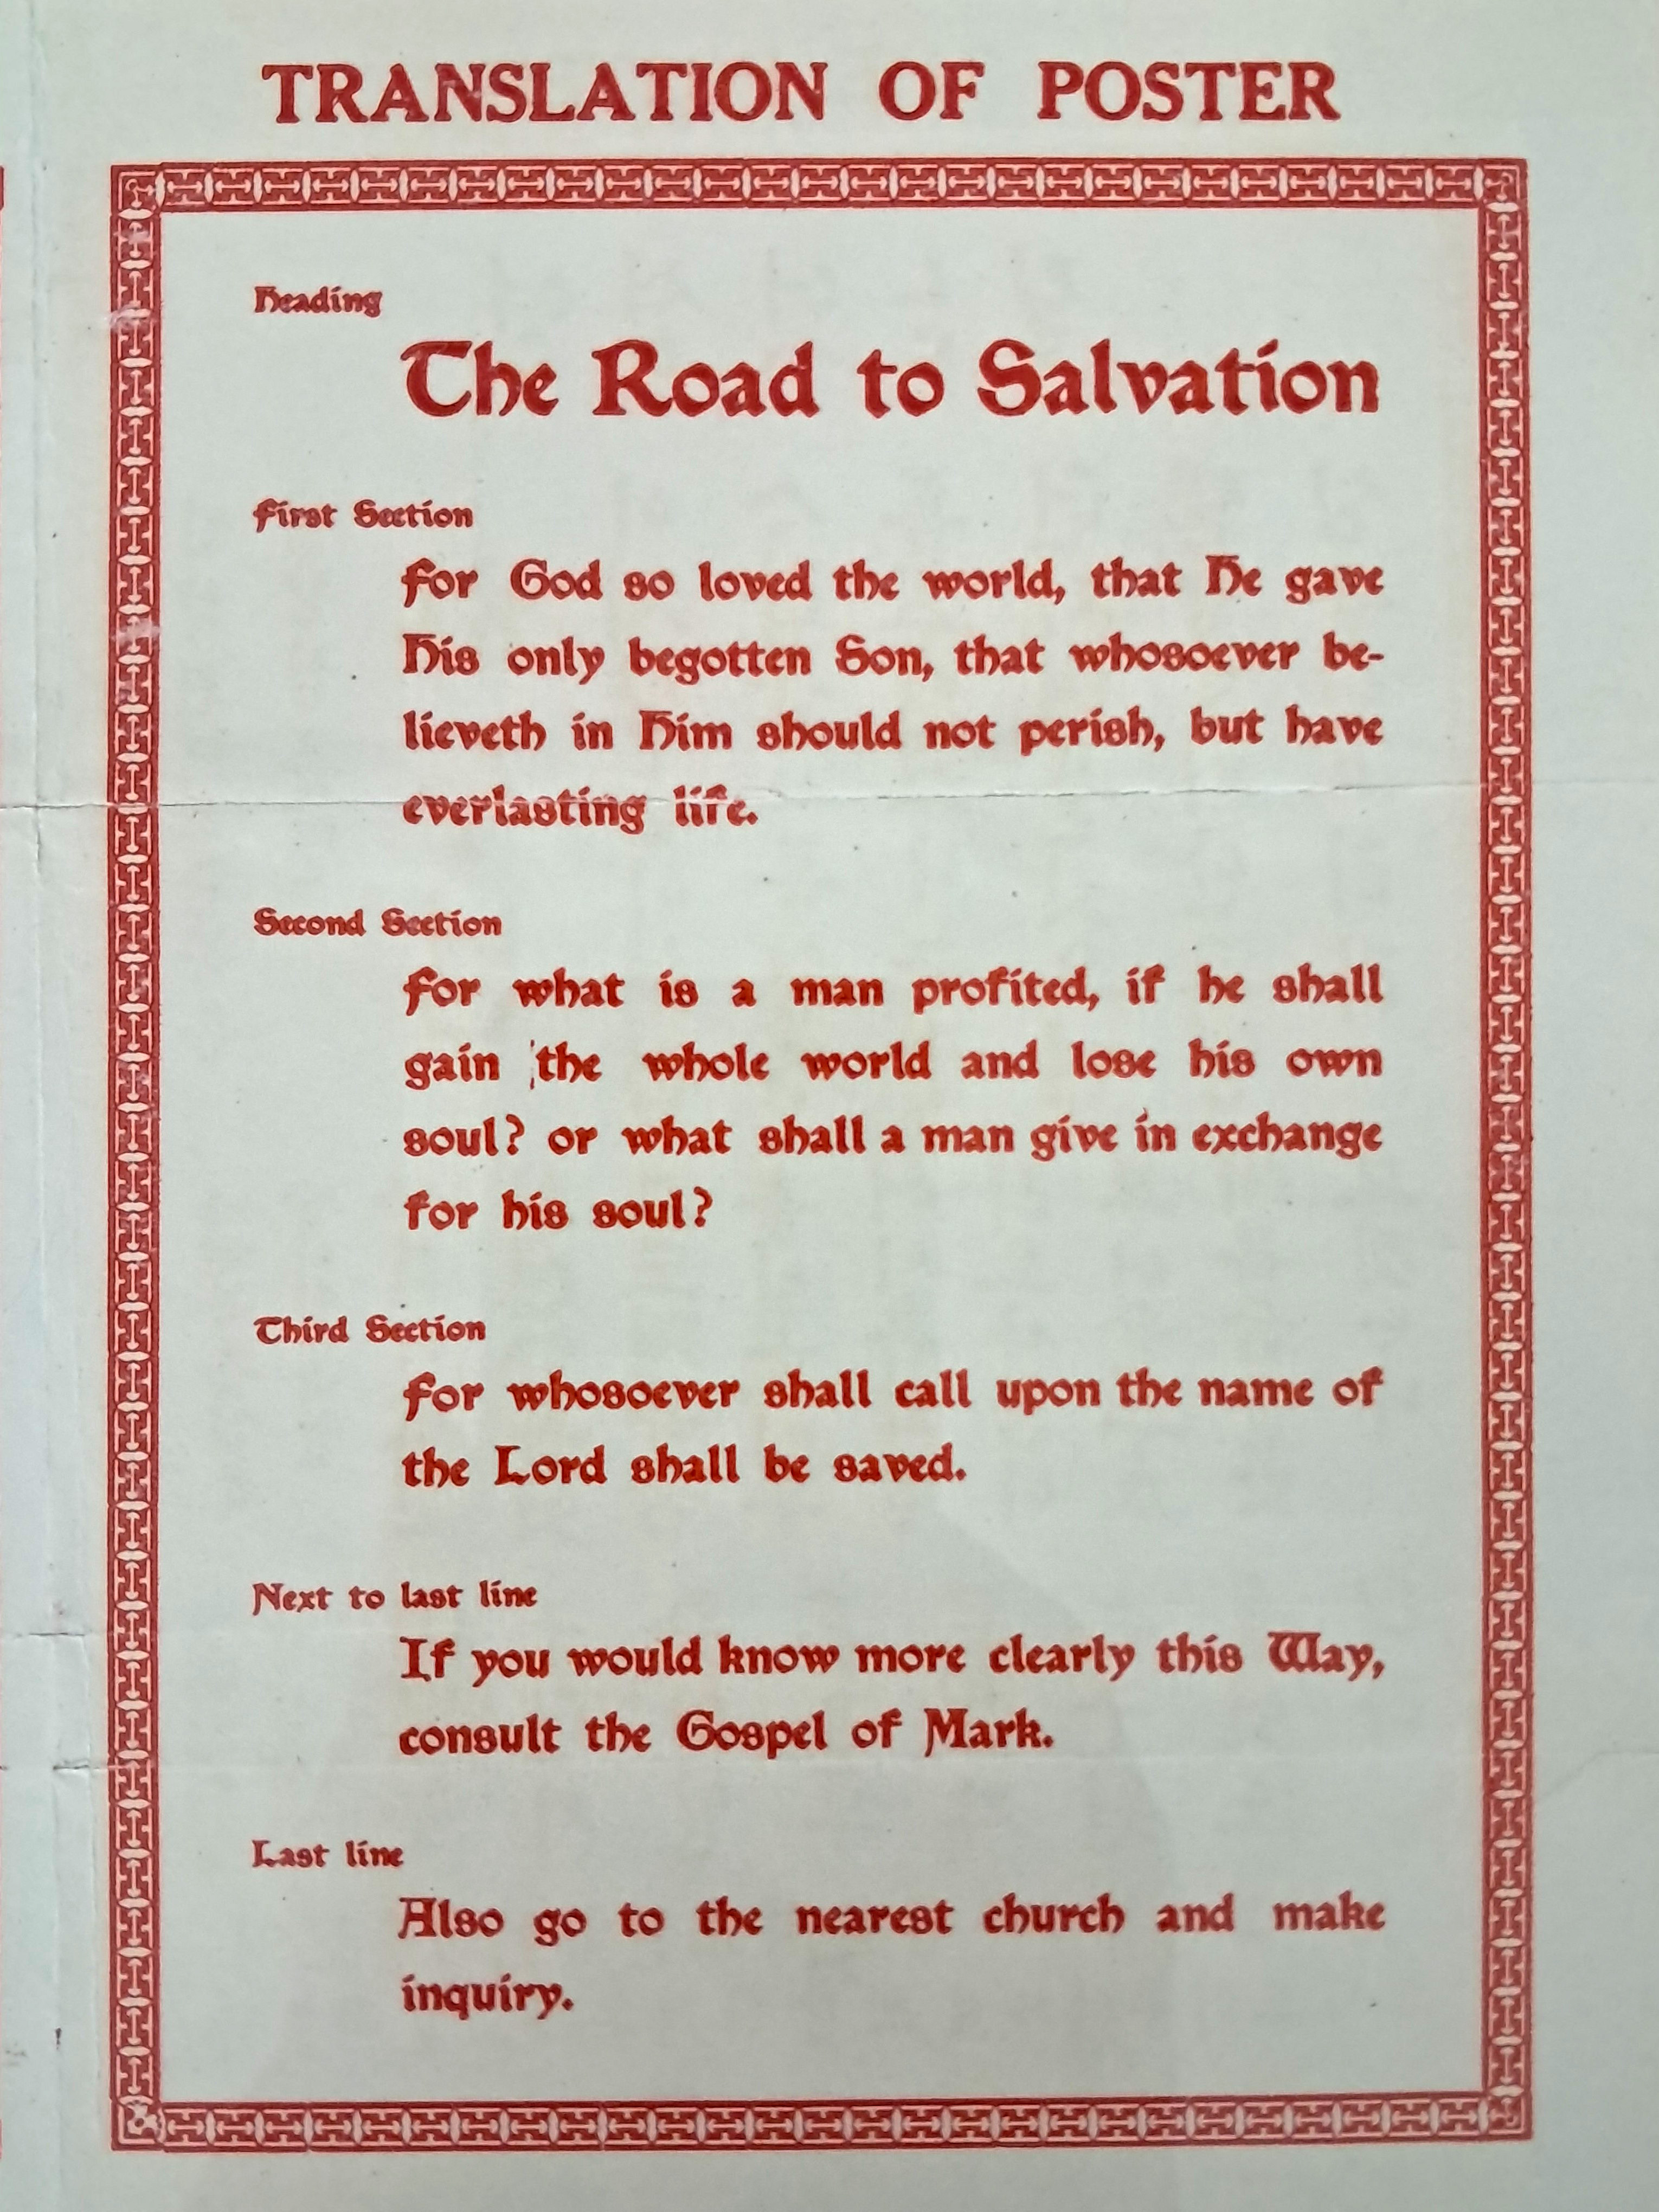 TRANSLATION OF POSTER
Heading
The Road to Salvation
First Section
For God so loved the world, that He gave
His only begotten Son, that whosoever be-
lieveth in Him should not perish, but have
everlasting life.
Second Section
For what is a man profited, if he shall
gain the whole world and lose his own
soul? or what shall a man give in exchange
for his soul?
Third Section
For whosoever shall call upon the name of
the Lord shall be saved.
Next to last line
If you would know more clearly this Way,
consult the Gospel of Mark.
Last line
Also go to the nearest church and make
inquiry.